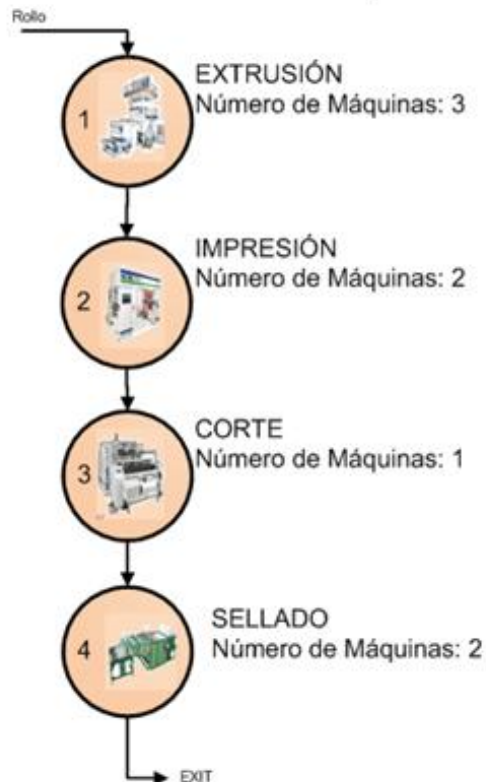 Rollo
1
EXTRUSIÓN
Número de Máquinas: 3
2
IMPRESIÓN
Número de Máquinas: 2
3
CORTE
Número de Máquinas: 1
4
SELLADO
Número de Máquinas: 2
EXIT